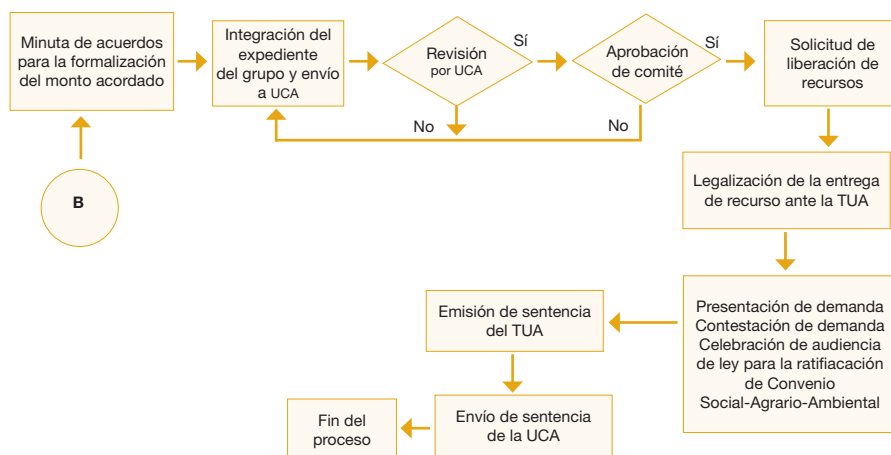 Minuta de acuerdos
para la formalización
del monto acordado
Integración del
expediente
del grupo y envío
a UCA
Revisión
por UCA
Sí
No
Aprobación
de comité
Sí
No
Solicitud de
liberación de
recursos
B
Legalización de la entrega
de recurso ante la TUA
Presentación de demanda
Contestación de demanda
Celebración de audiencia
de ley para la ratifiacación
de Convenio
Social-Agrario-Ambiental
Emisión de sentencia
del TUA
Envío de sentencia
de la UCA
Fin del
proceso